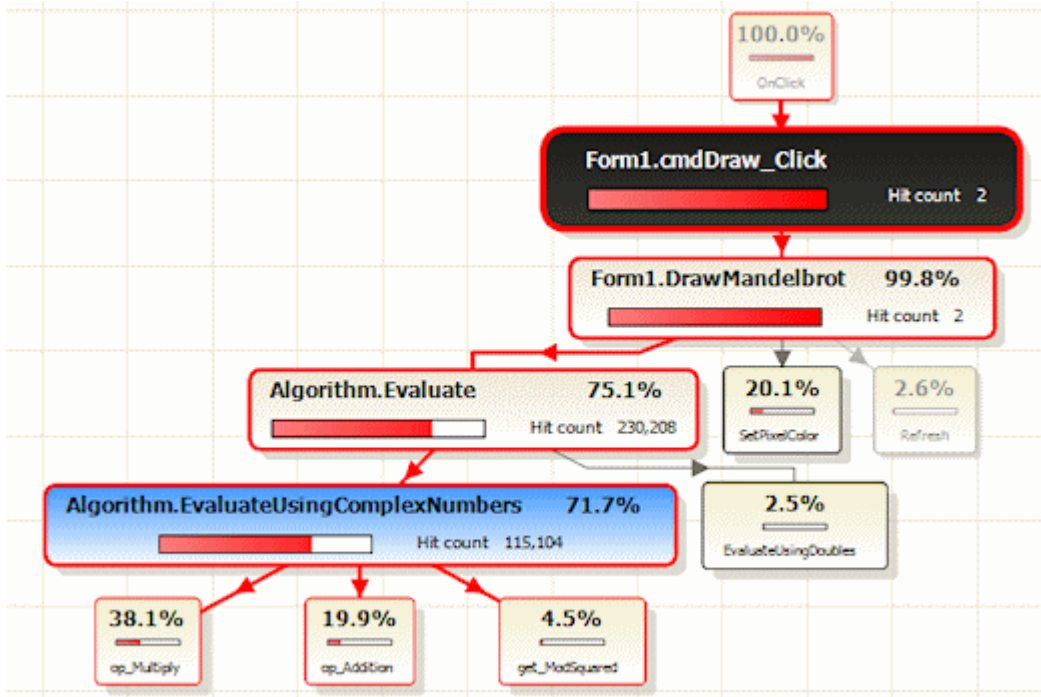 100.0%
OnClick
Form1.cmdDraw_Click
Hit count 2
Form1.DrawMandelbrot 99.8%
Hit count 2
Algorithm.Evaluate 75.1%
Hit count 230,208
20.1%
SetPixelColor
2.6%
Refresh
Algorithm.EvaluateUsingComplexNumbers 71.7%
Hit count 115,104
2.5%
EvaluateUsingDoubles
38.1%
op_Multiply
19.9%
op_Addition
4.5%
get_ModSquared